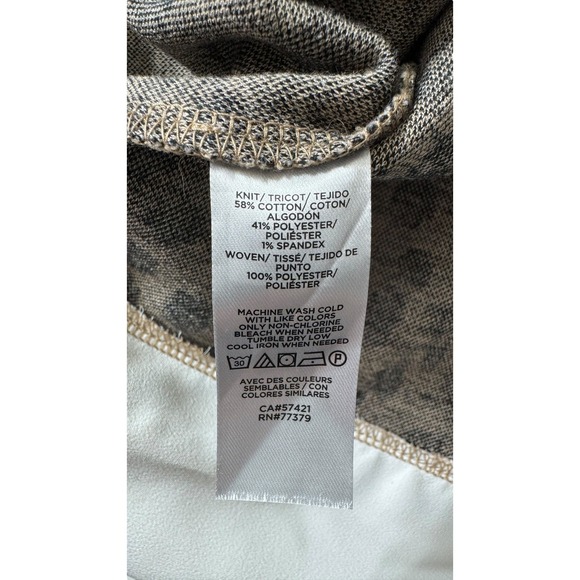 KNIT/ TRICOT/ TEJIDO
58% COTTON/ COTON/
ALGODÓN
41% POLYESTER/
POLIÉSTER
1% SPANDEX
WOVEN/ TISSÉ/ TEJIDO DE
PUNTO
100% POLYESTER/
POLIÉSTER
MACHINE WASH COLD
WITH LIKE COLORS
ONLY NON-CHLORINE
BLEACH WHEN NEEDED
TUMBLE DRY LOW
COOL IRON WHEN NEEDED
30 P
AVEC DES COULEURS
SEMBLABLES / CON
COLORES SIMILARES
CA#57421
RN#77379